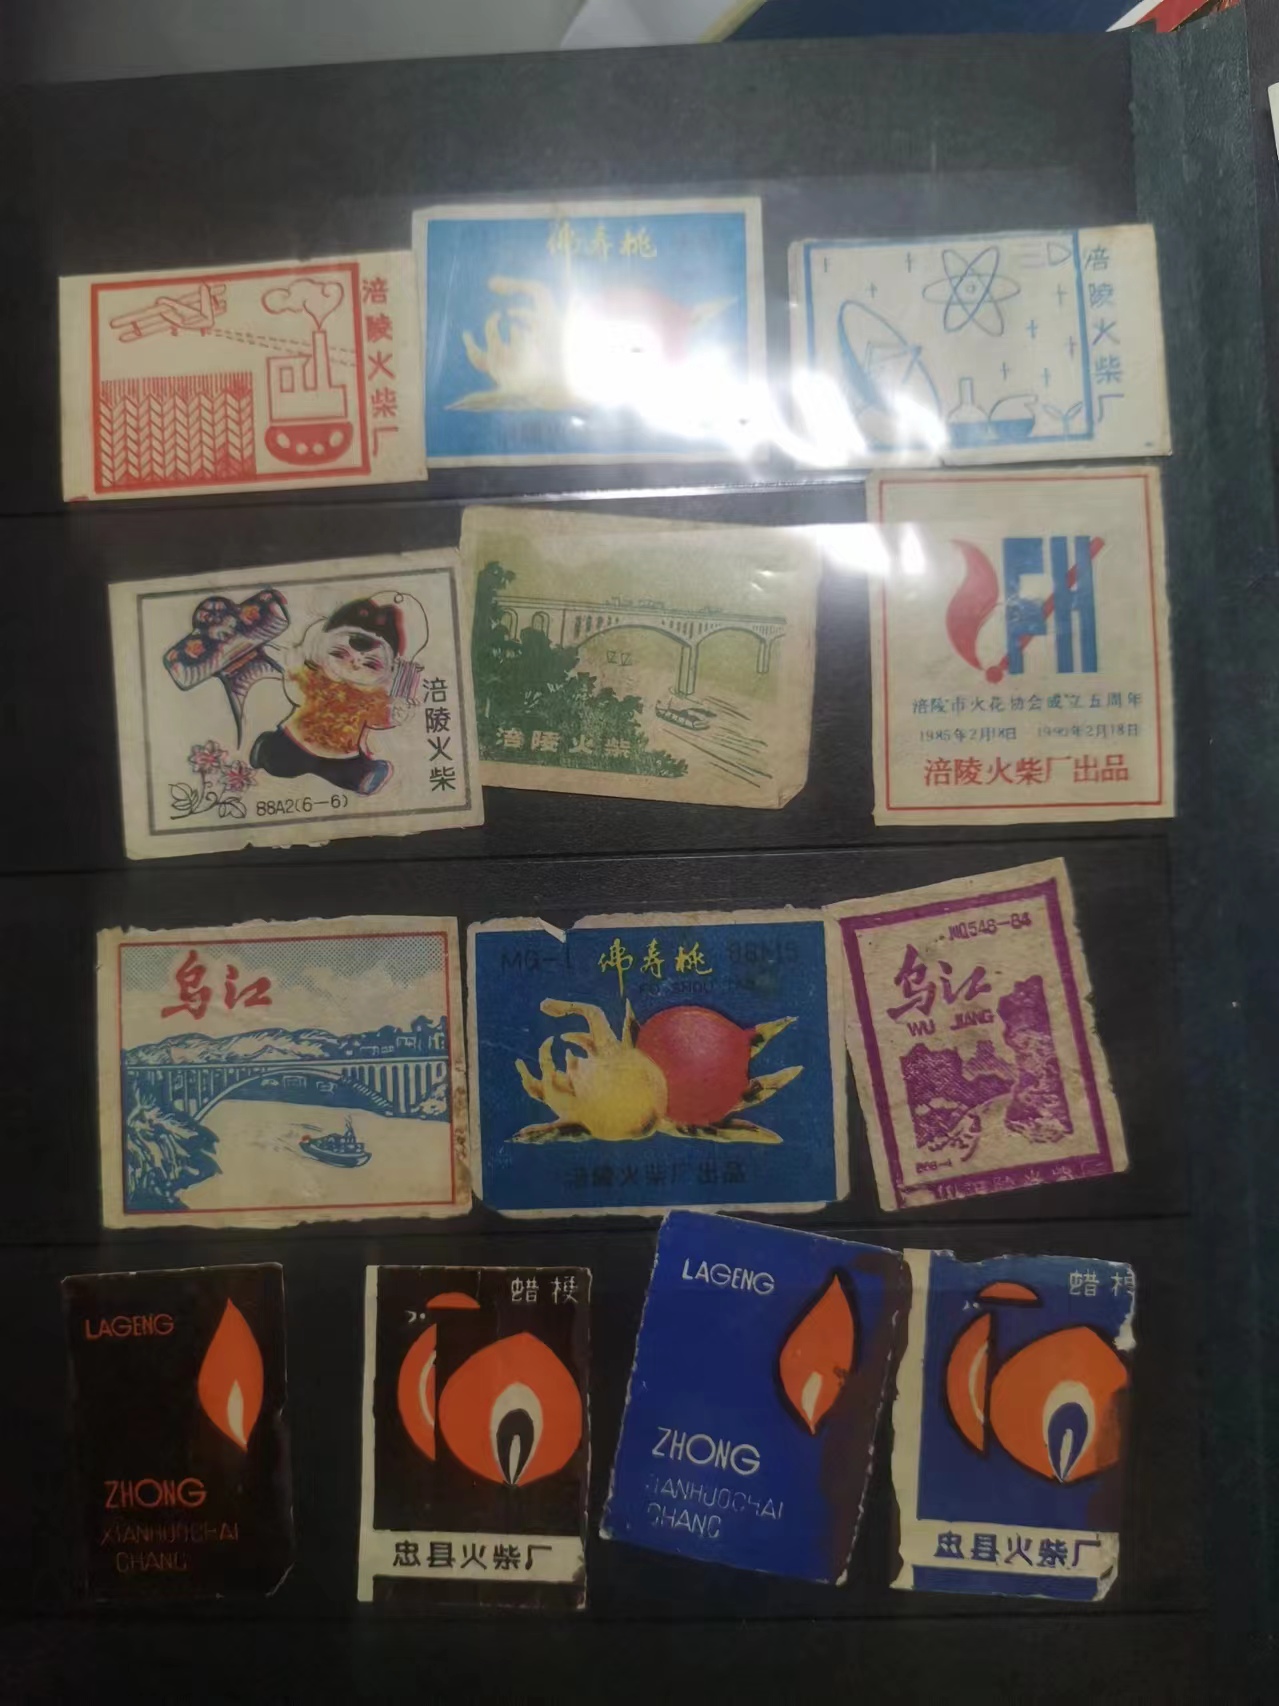 涪陵火柴厂
佛寿桃
涪陵火柴厂
涪陵火柴
88A2(6-6)
涪陵火柴
FH
涪陵市火花协会成立五周年
1985年2月18日 1990年2月18日
涪陵火柴厂出品
乌江
MG-1 佛寿桃
涪陵火柴厂出品
MQ548-84
乌江
WU JIANG
LAGENG
ZHONG
XIANHUOCHAI
CHANG
蜡梗
忠县火柴厂
LAGENG
ZHONG
XIANHUOCHAI
CHANG
蜡梗
忠县火柴厂